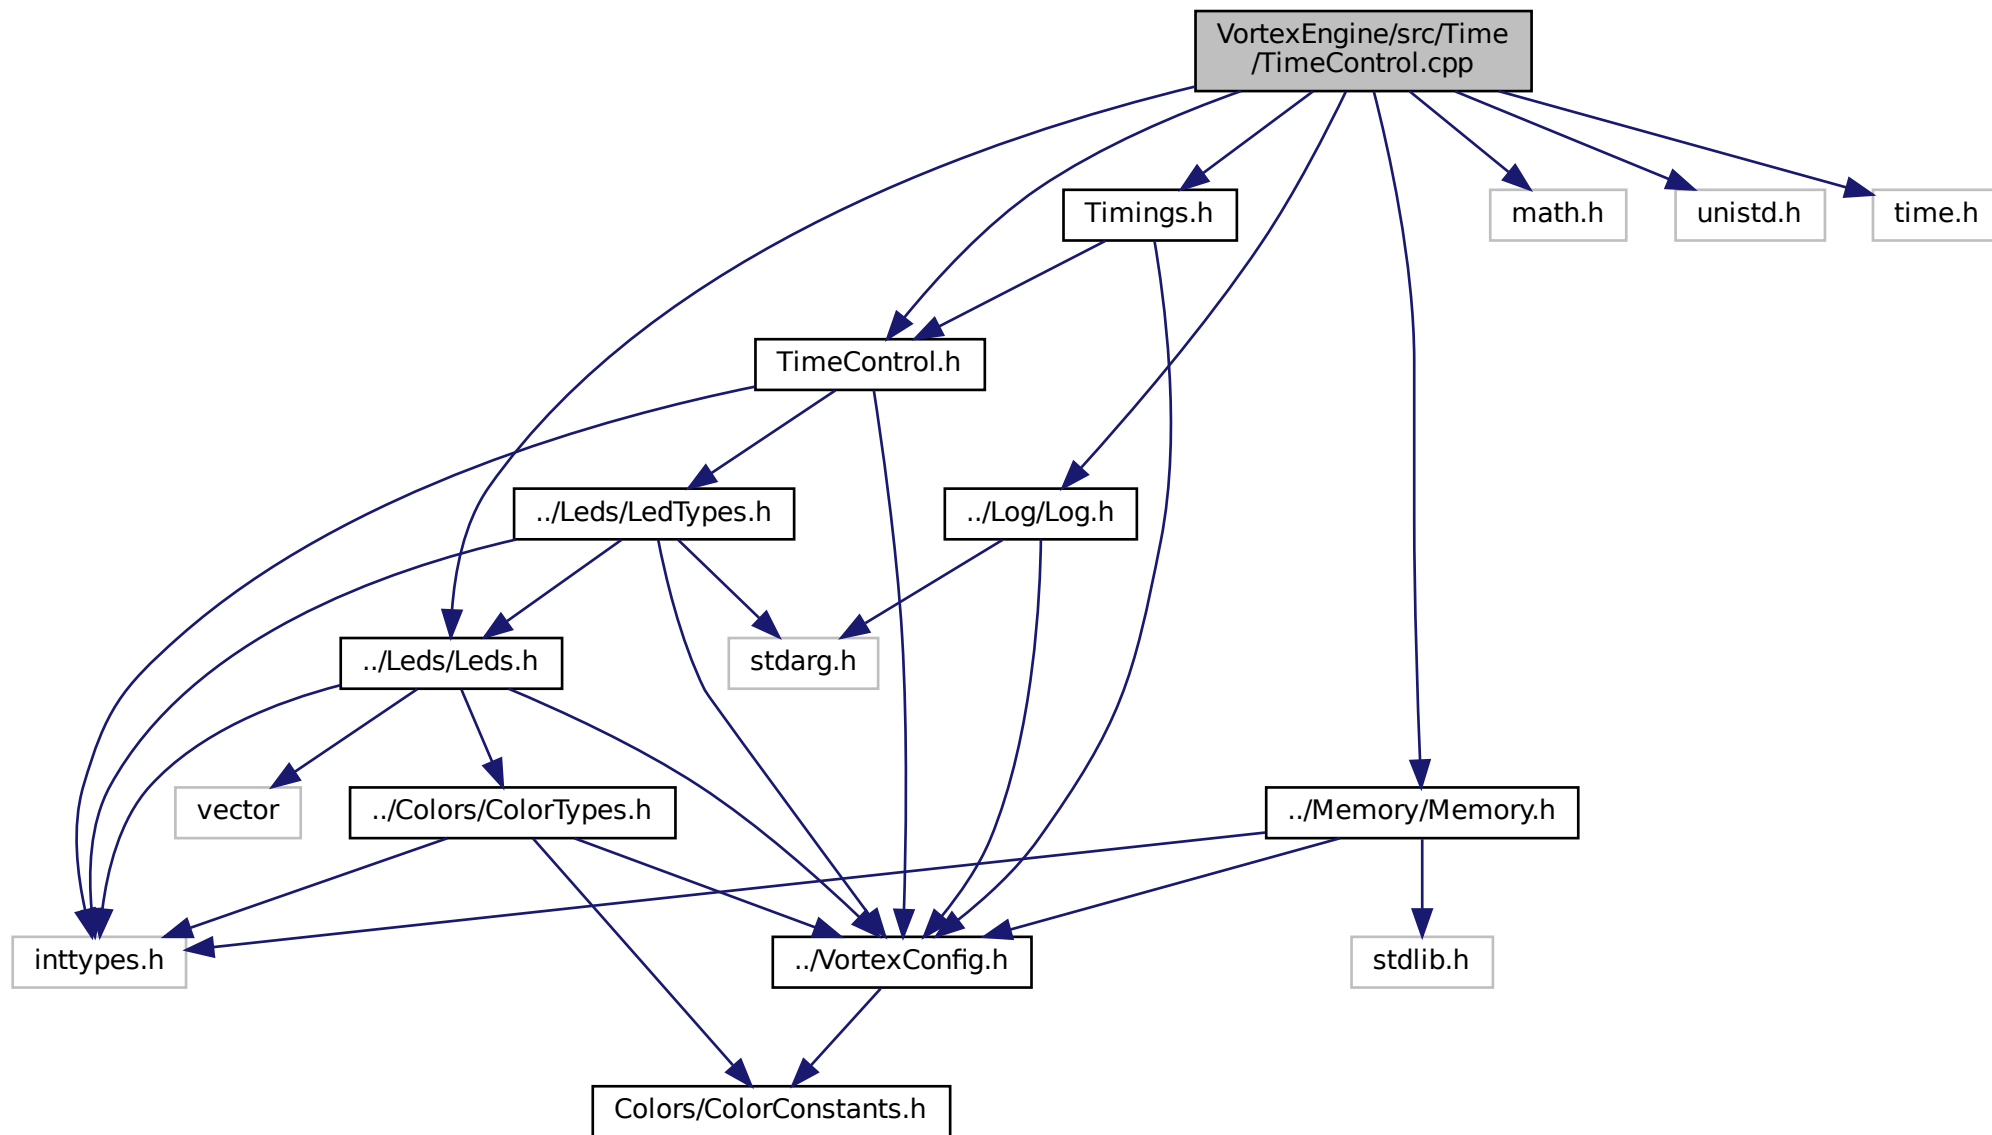 VortexEngine/src/Time
/TimeControl.cpp
Timings.h
math.h
unistd.h
time.h
TimeControl.h
../Leds/LedTypes.h
../Log/Log.h
../Leds/Leds.h
stdarg.h
vector
../Colors/ColorTypes.h
../Memory/Memory.h
inttypes.h
../VortexConfig.h
stdlib.h
Colors/ColorConstants.h